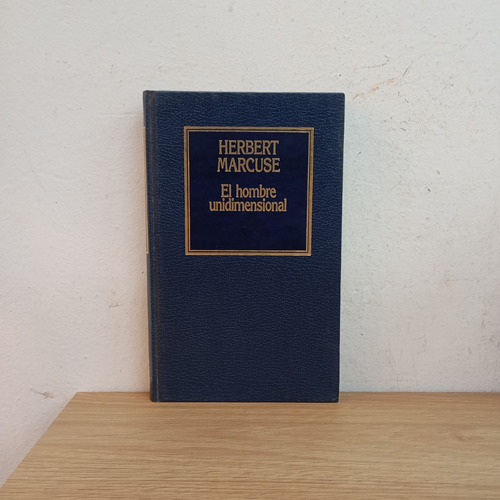 HERBERT
MARCUSE
El hombre
unidimensional